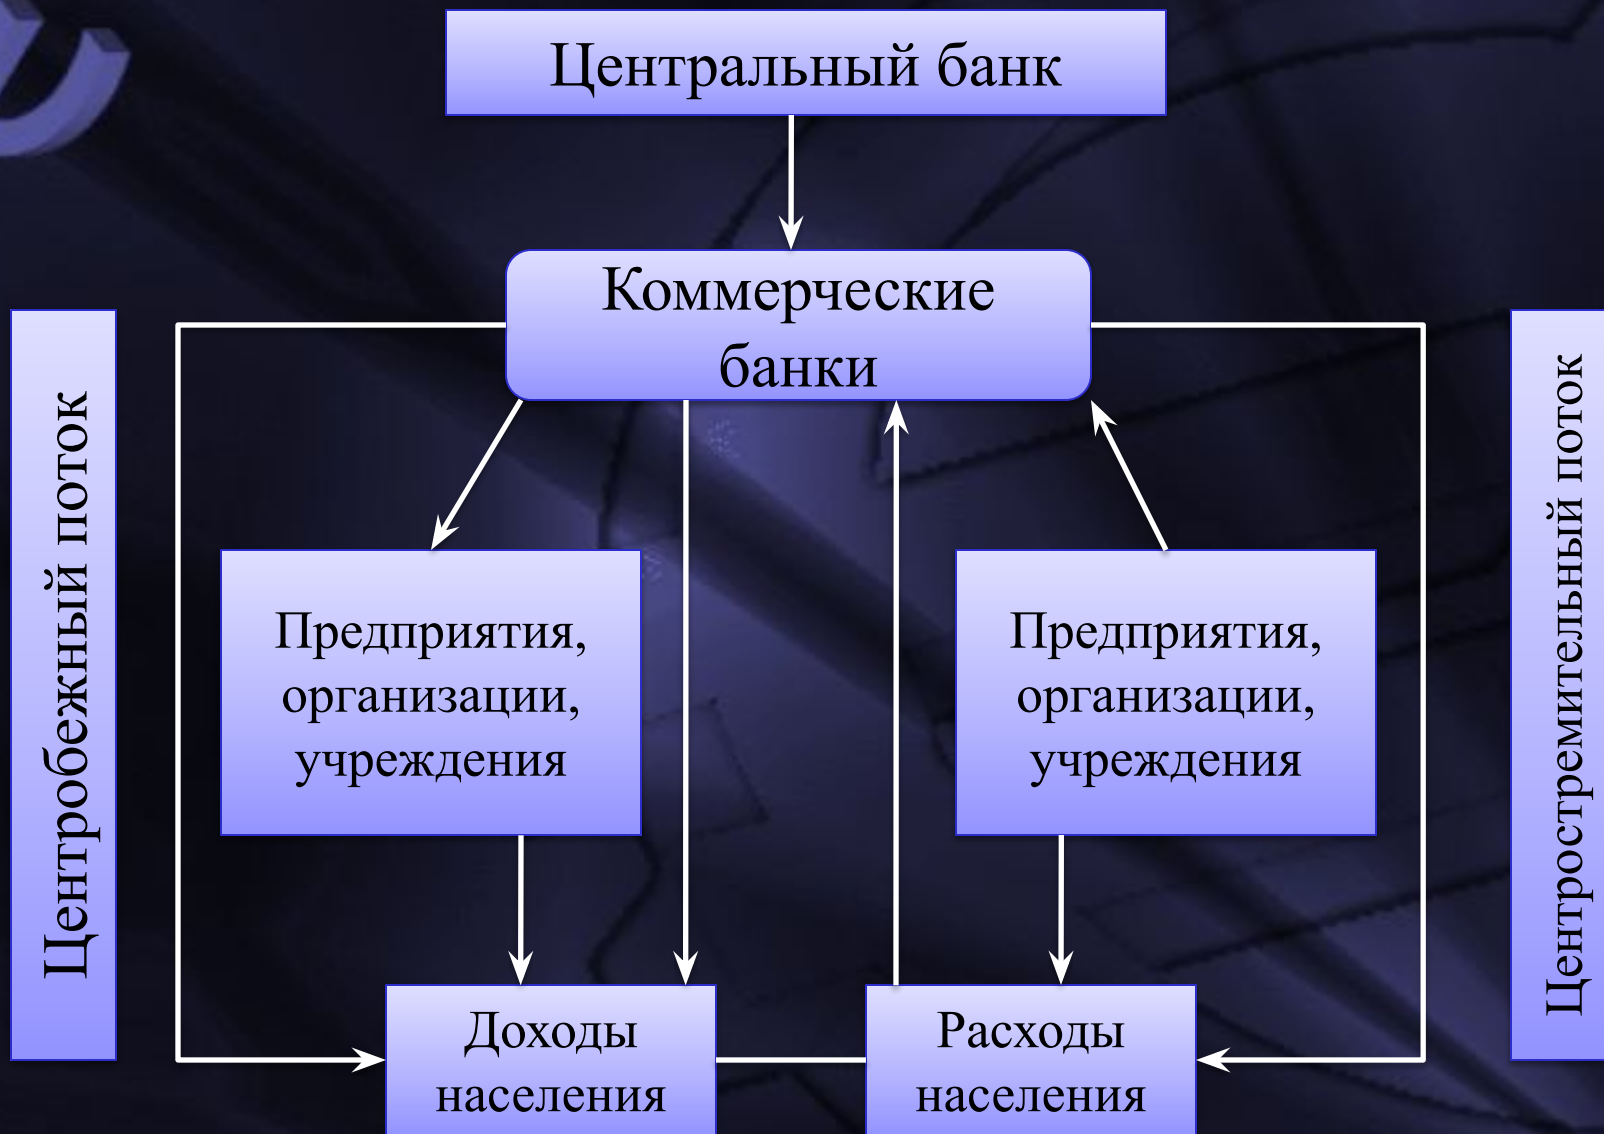 Центральный банк
Коммерческие
банки
Центробежный поток
Центростремительный поток
Предприятия,
организации,
учреждения
Предприятия,
организации,
учреждения
Доходы
населения
Расходы
населения